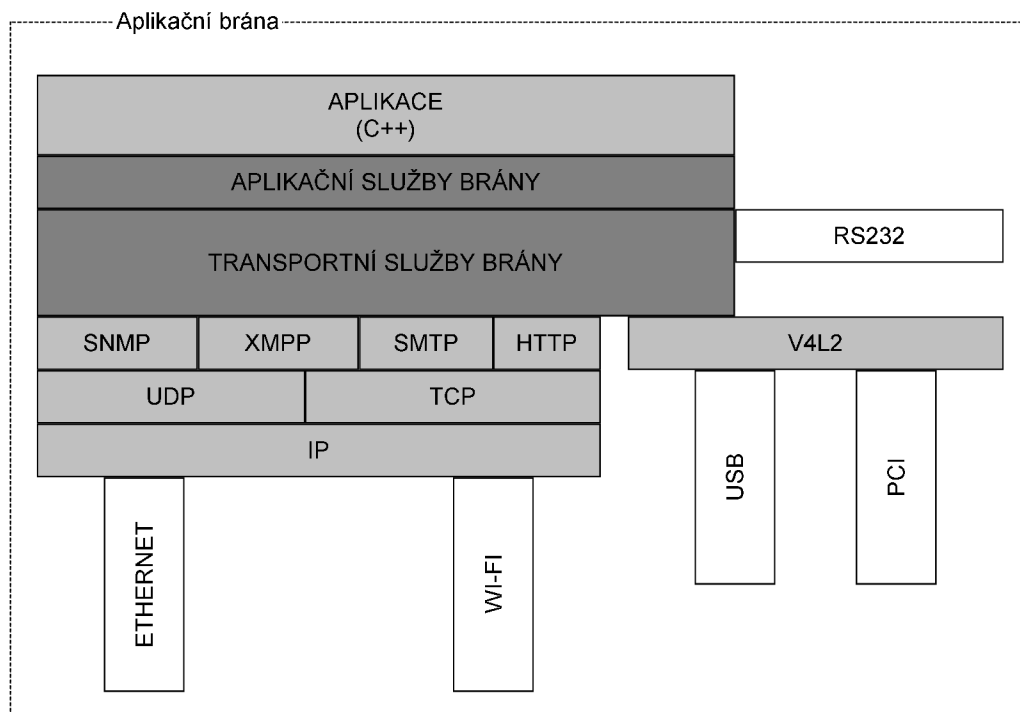 Aplikační brána
APLIKACE
(C++)
APLIKAČNÍ SLUŽBY BRÁNY
TRANSPORTNÍ SLUŽBY BRÁNY
RS232
SNMP
XMPP
SMTP
HTTP
V4L2
UDP
TCP
IP
USB
PCI
ETHERNET
WI-FI